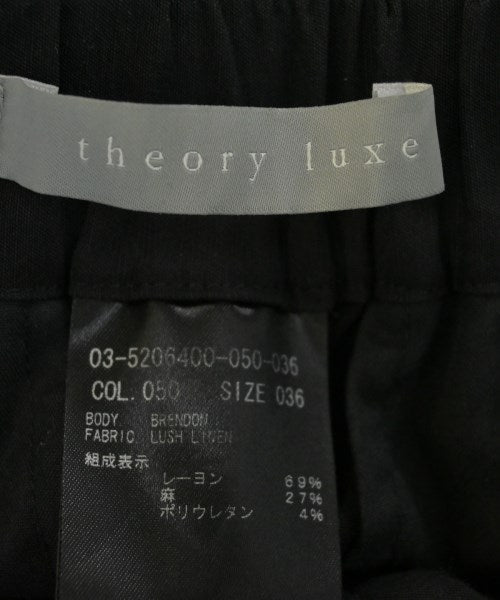 theory luxe
03-5206400-050-036
COL. 050 SIZE 036
BODY BRENDON
FABRIC LUSH LINEN
組成表示
レーヨン 69%
麻 27%
ポリウレタン 4%